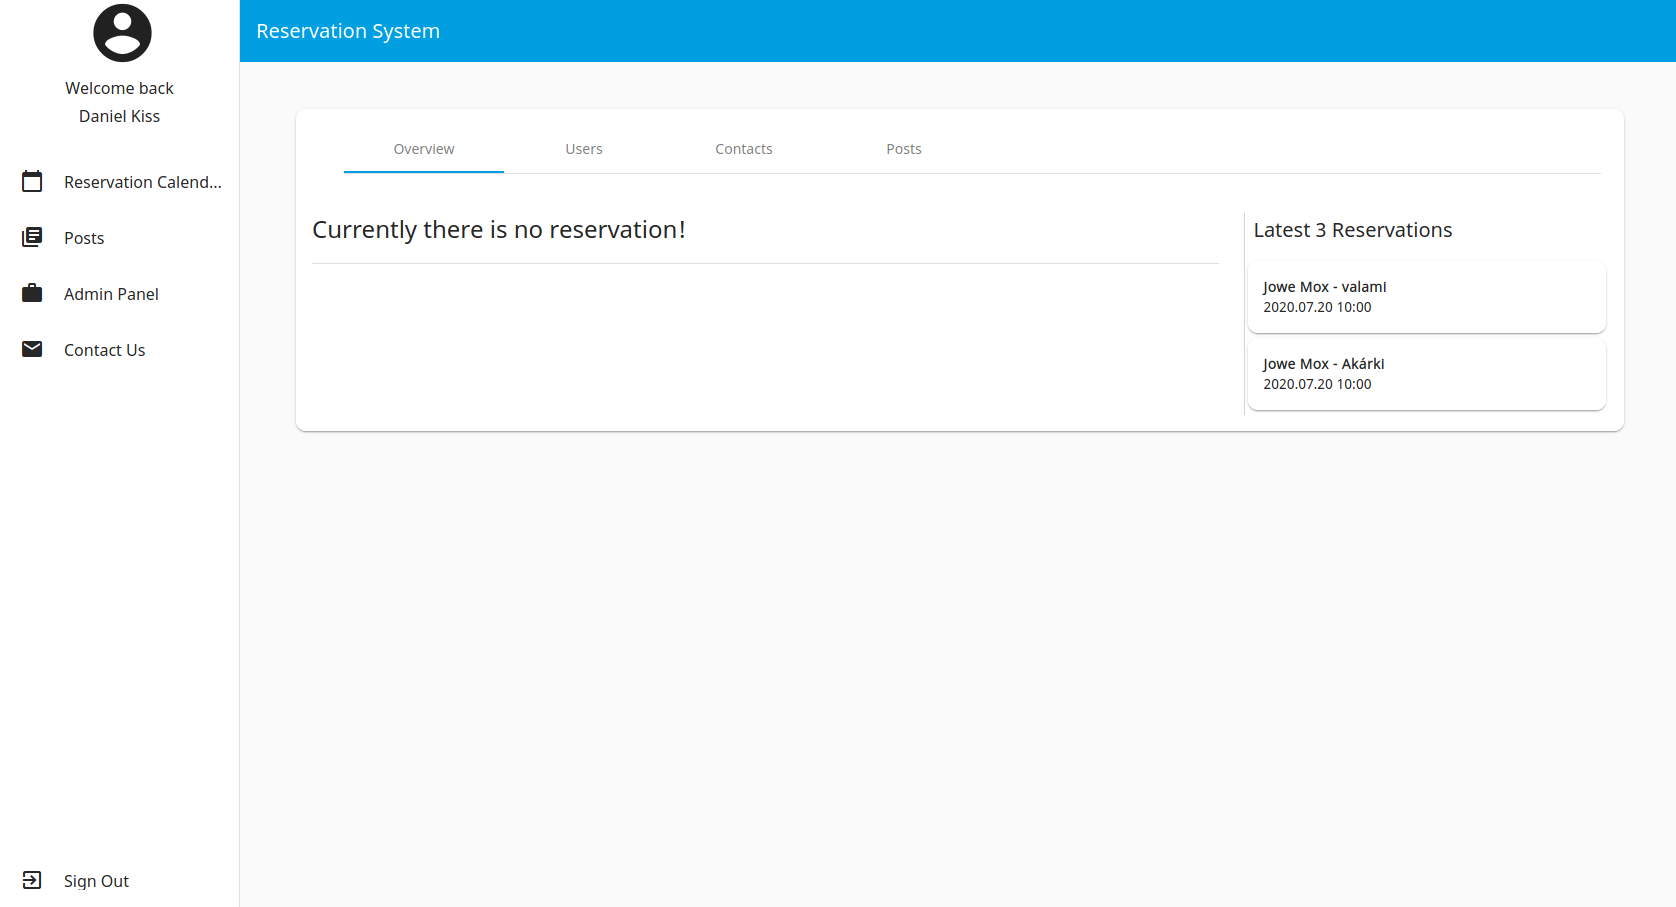 Welcome back
Daniel Kiss
Reservation Calend...
Posts
Admin Panel
Contact Us
Sign Out
Reservation System
Overview Users Contacts Posts
Currently there is no reservation!
Latest 3 Reservations
Jowe Mox - valami
2020.07.20 10:00
Jowe Mox - Akárki
2020.07.20 10:00